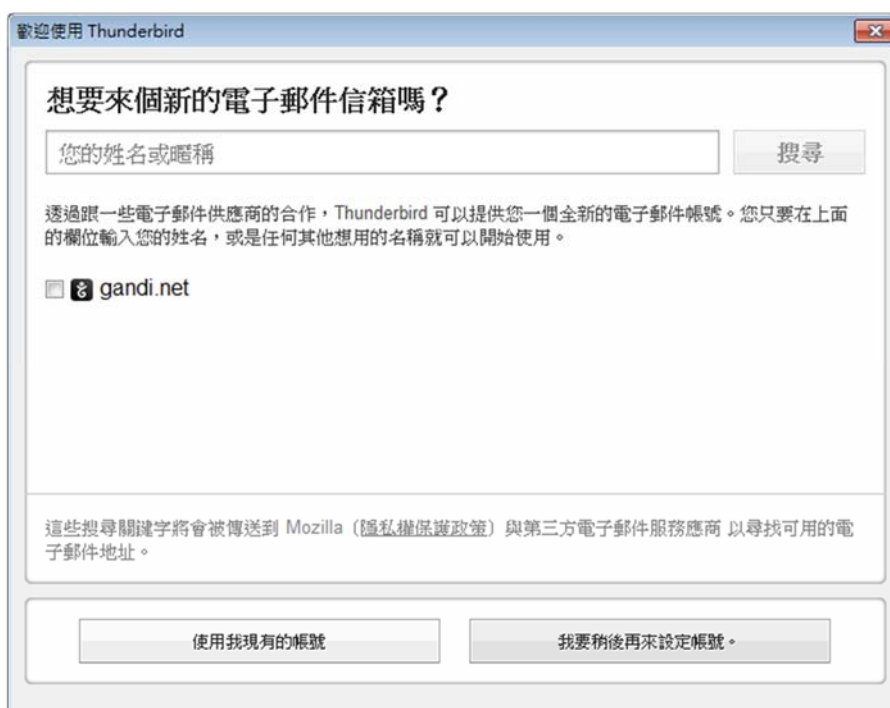 歡迎使用 Thunderbird
想要來個新的電子郵件信箱嗎？
您的姓名或暱稱
搜尋
透過跟一些電子郵件供應商的合作，Thunderbird 可以提供您一個全新的電子郵件帳號。您只要在上面
的欄位輸入您的姓名，或是任何其他想用的名稱就可以開始使用。
gandi.net
這些搜尋關鍵字將會被傳送到 Mozilla（隱私權保護政策）與第三方電子郵件服務應商 以尋找可用的電
子郵件地址。
使用我現有的帳號
我要稍後再來設定帳號。